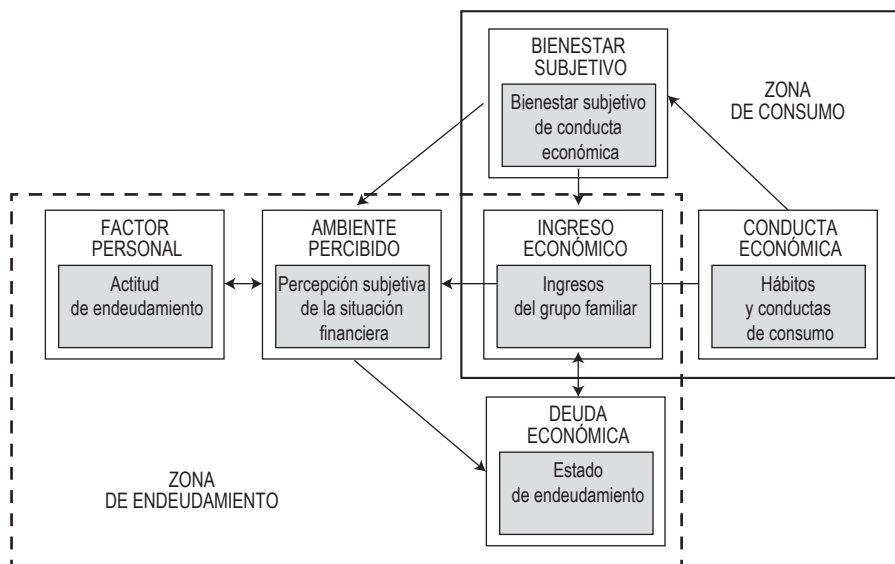 BIENESTAR
SUBJETIVO
Bienestar subjetivo
de conducta
económica
ZONA
DE CONSUMO
FACTOR
PERSONAL
Actitud
de endeudamiento
AMBIENTE
PERCIBIDO
Percepción subjetiva
de la situación
financiera
INGRESO
ECONÓMICO
Ingresos
del grupo familiar
CONDUCTA
ECONÓMICA
Hábitos
y conductas
de consumo
DEUDA
ECONÓMICA
Estado
de endeudamiento
ZONA
DE ENDEUDAMIENTO